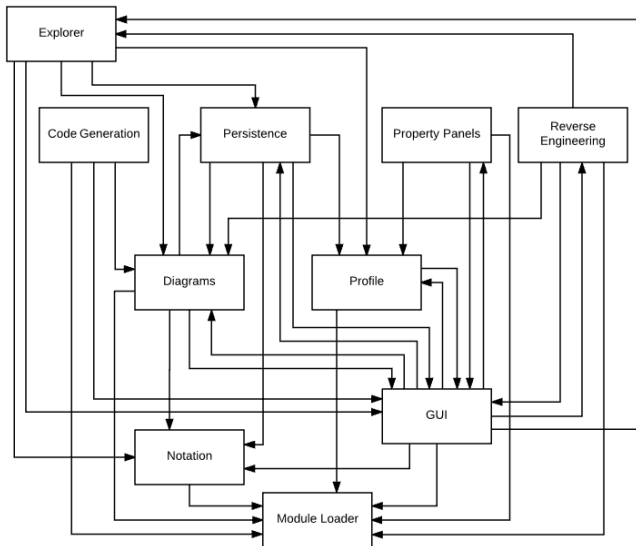 Explorer
Code Generation
Persistence
Property Panels
Reverse
Engineering
Diagrams
Profile
GUI
Notation
Module Loader